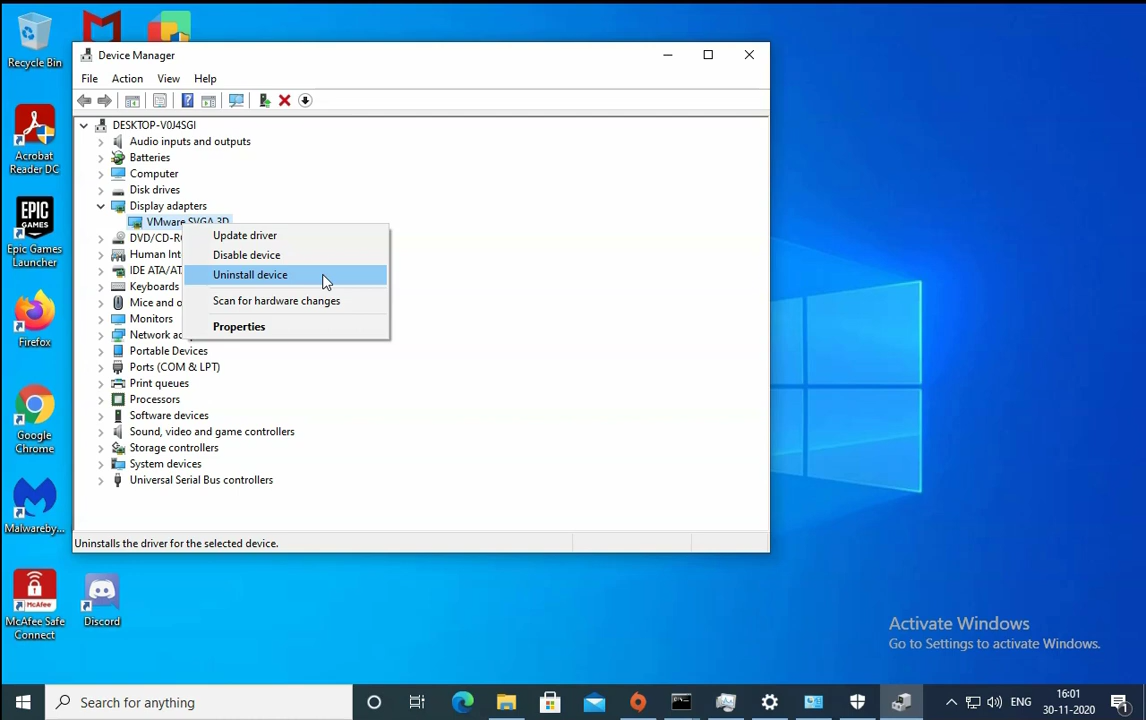 Recycle Bin
Device Manager
File Action View Help
DESKTOP-V0J4SGI
Audio inputs and outputs
Batteries
Computer
Disk drives
Display adapters
VMware SVGA 3D
DVD/CD-R
Human Int
IDE ATA/AT
Keyboards
Mice and o
Monitors
Network a
Portable Devices
Ports (COM & LPT)
Print queues
Processors
Software devices
Sound, video and game controllers
Storage controllers
System devices
Universal Serial Bus controllers
Update driver
Disable device
Uninstall device
Scan for hardware changes
Properties
Uninstalls the driver for the selected device.
Acrobat
Reader DC
EPIC
GAMES
Epic Games
Launcher
Firefox
Google
Chrome
Malwareby...
McAfee
McAfee Safe
Connect
Discord
Activate Windows
Go to Settings to activate Windows.
Search for anything
ENG
16:01
30-11-2020
1